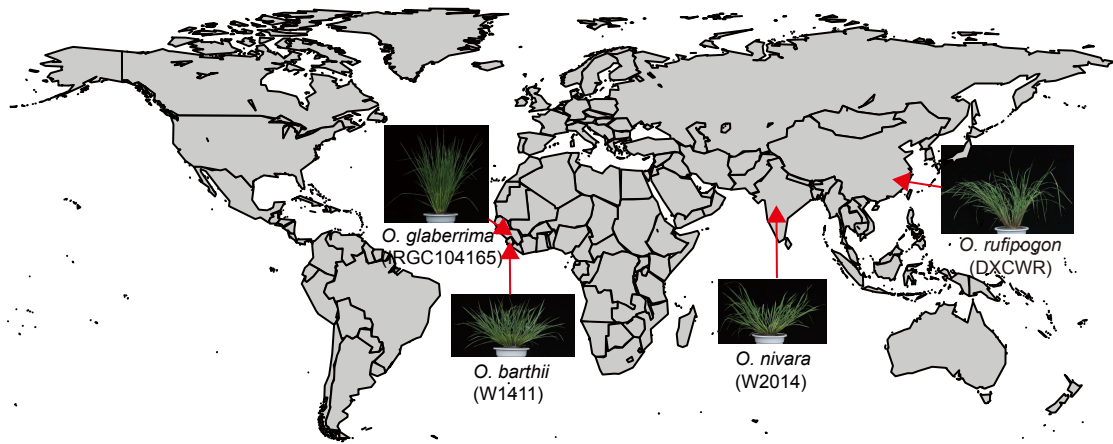 O. glaberrima
(IRGC104165)
O. rufipogon
(DXCWR)
O. barthii
(W1411)
O. nivara
(W2014)